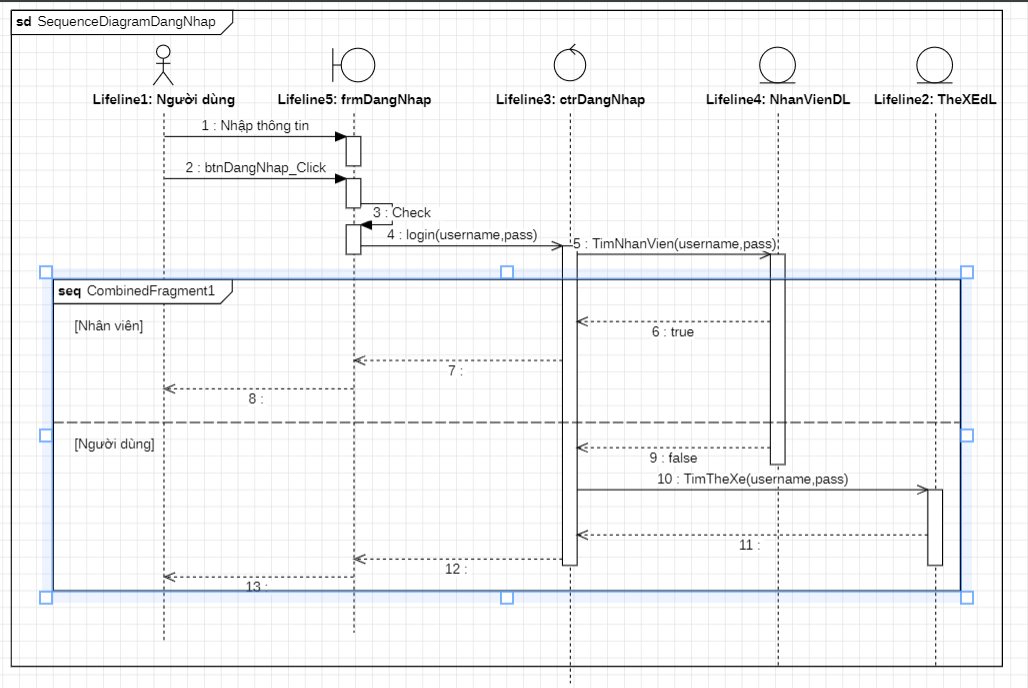 sd SequenceDiagramDangNhap
Lifeline1: Người dùng
Lifeline5: frmDangNhap
Lifeline3: ctrDangNhap
Lifeline4: NhanVienDL
Lifeline2: TheXEdL
1 : Nhập thông tin
2 : btnDangNhap_Click
3 : Check
4 : login(username,pass)
5 : TimNhanVien(username,pass)
seq CombinedFragment1
[Nhân viên]
6 : true
7 :
8 :
[Người dùng]
9 : false
10 : TimTheXe(username,pass)
11 :
12 :
13 :